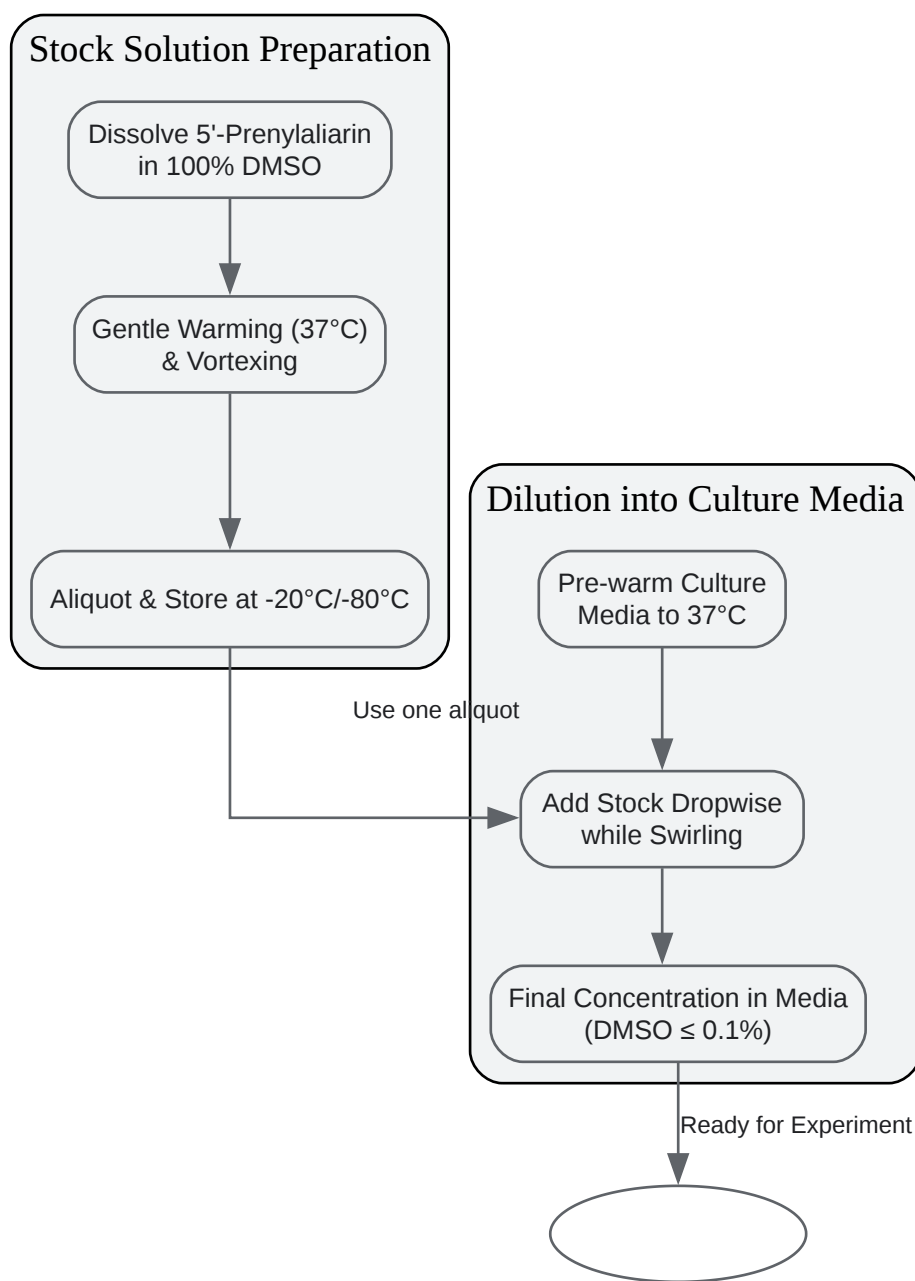 Stock Solution Preparation
Dissolve 5'-Prenylaliarin
in 100% DMSO
Gentle Warming (37°C)
& Vortexing
Aliquot & Store at -20°C/-80°C
Use one aliquot
Dilution into Culture Media
Pre-warm Culture
Media to 37°C
Add Stock Dropwise
while Swirling
Final Concentration in Media
(DMSO ≤ 0.1%)
Ready for Experiment